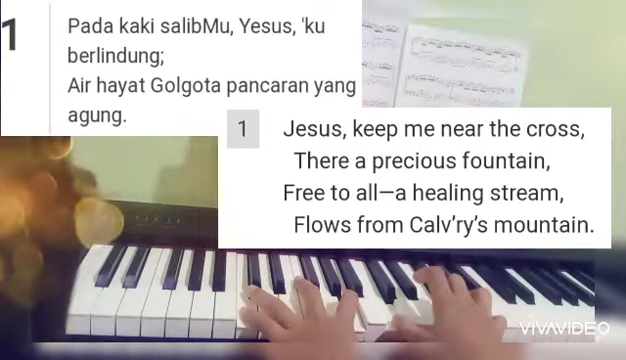 1
Pada kaki salibMu, Yesus, 'ku
berlindung;
Air hayat Golgota pancaran yang
agung.
1
Jesus, keep me near the cross,
There a precious fountain,
Free to all—a healing stream,
Flows from Calv’ry’s mountain.
VIVAVIDEO